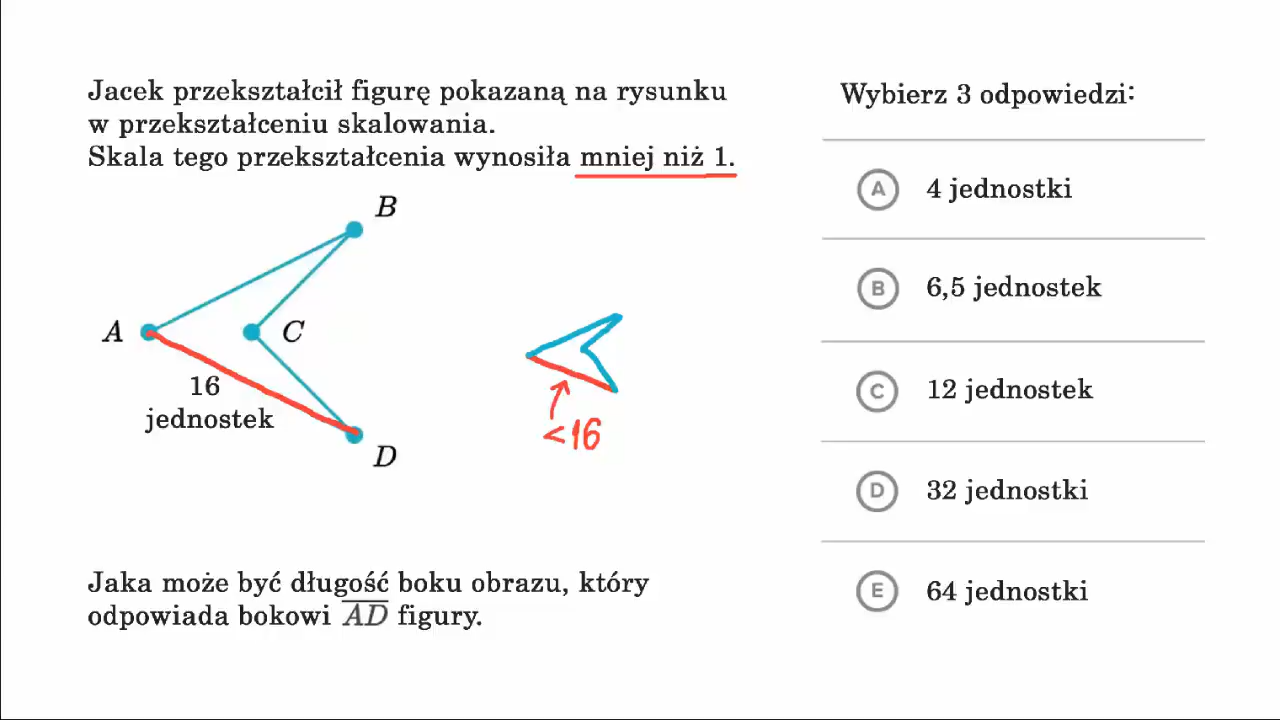 Jacek przekształcił figurę pokazaną na rysunku
w przekształceniu skalowania.
Skala tego przekształcenia wynosiła mniej niż 1.
B
A
C
16
jednostek
D
<16
Jaka może być długość boku obrazu, który
odpowiada bokowi AD figury.
Wybierz 3 odpowiedzi:
A 4 jednostki
B 6,5 jednostek
C 12 jednostek
D 32 jednostki
E 64 jednostki